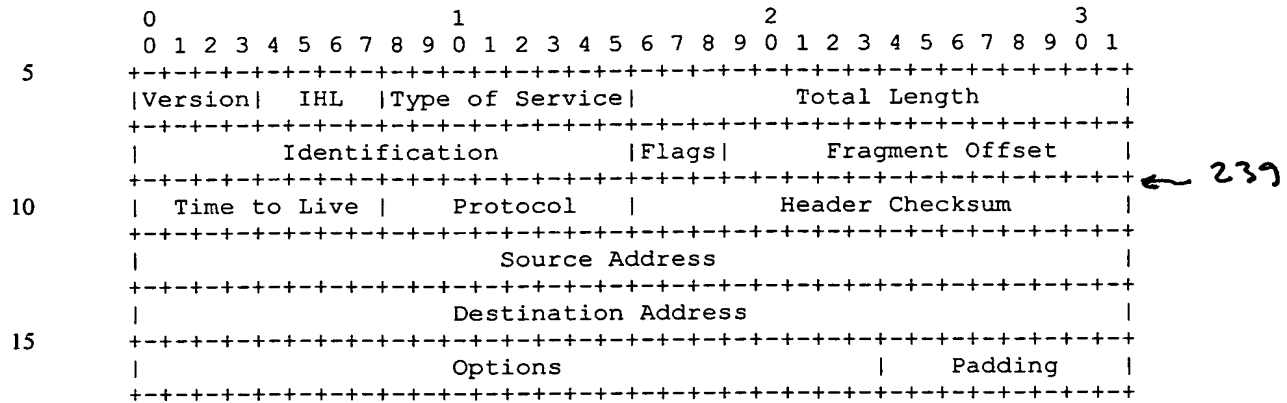 0 1 2 3
0 1 2 3 4 5 6 7 8 9 0 1 2 3 4 5 6 7 8 9 0 1 2 3 4 5 6 7 8 9 0 1
5 +-+-+-+-+-+-+-+-+-+-+-+-+-+-+-+-+-+-+-+-+-+-+-+-+-+-+-+-+-+-+-+-+
|Version| IHL |Type of Service| Total Length |
+-+-+-+-+-+-+-+-+-+-+-+-+-+-+-+-+-+-+-+-+-+-+-+-+-+-+-+-+-+-+-+-+
| Identification |Flags| Fragment Offset |
+-+-+-+-+-+-+-+-+-+-+-+-+-+-+-+-+-+-+-+-+-+-+-+-+-+-+-+-+-+-+-+-+ ← 239
10 | Time to Live | Protocol | Header Checksum |
+-+-+-+-+-+-+-+-+-+-+-+-+-+-+-+-+-+-+-+-+-+-+-+-+-+-+-+-+-+-+-+-+
| Source Address |
+-+-+-+-+-+-+-+-+-+-+-+-+-+-+-+-+-+-+-+-+-+-+-+-+-+-+-+-+-+-+-+-+
| Destination Address |
15 +-+-+-+-+-+-+-+-+-+-+-+-+-+-+-+-+-+-+-+-+-+-+-+-+-+-+-+-+-+-+-+-+
| Options | Padding |
+-+-+-+-+-+-+-+-+-+-+-+-+-+-+-+-+-+-+-+-+-+-+-+-+-+-+-+-+-+-+-+-+